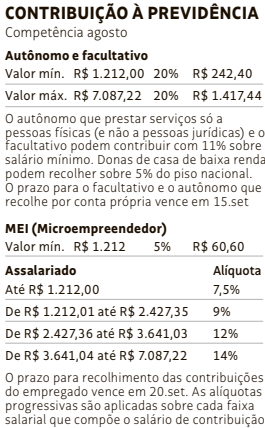 CONTRIBUIÇÃO À PREVIDÊNCIA
Competência agosto
Autônomo e facultativo
Valor mín. R$ 1.212,00 20% R$ 242,40
Valor máx. R$ 7.087,22 20% R$ 1.417,44
O autônomo que prestar serviços só a
pessoas físicas (e não a pessoas jurídicas) e o
facultativo podem contribuir com 11% sobre
salário mínimo. Donas de casa de baixa renda
podem recolher sobre 5% do piso nacional.
O prazo para o facultativo e o autônomo que
recolhe por conta própria vence em 15.set
MEI (Microempreendedor)
Valor mín. R$ 1.212 5% R$ 60,60
Assalariado Alíquota
Até R$ 1.212,00 7,5%
De R$ 1.212,01 até R$ 2.427,35 9%
De R$ 2.427,36 até R$ 3.641,03 12%
De R$ 3.641,04 até R$ 7.087,22 14%
O prazo para recolhimento das contribuições
do empregado vence em 20.set. As alíquotas
progressivas são aplicadas sobre cada faixa
salarial que compõe o salário de contribuição